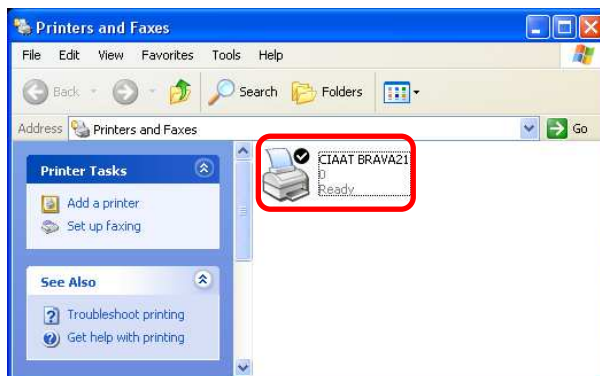 Printers and Faxes
File Edit View Favorites Tools Help
Back Search Folders
Address Printers and Faxes Go
Printer Tasks
Add a printer
Set up faxing
See Also
Troubleshoot printing
Get help with printing
CIAAT BRAVA21
0
Ready